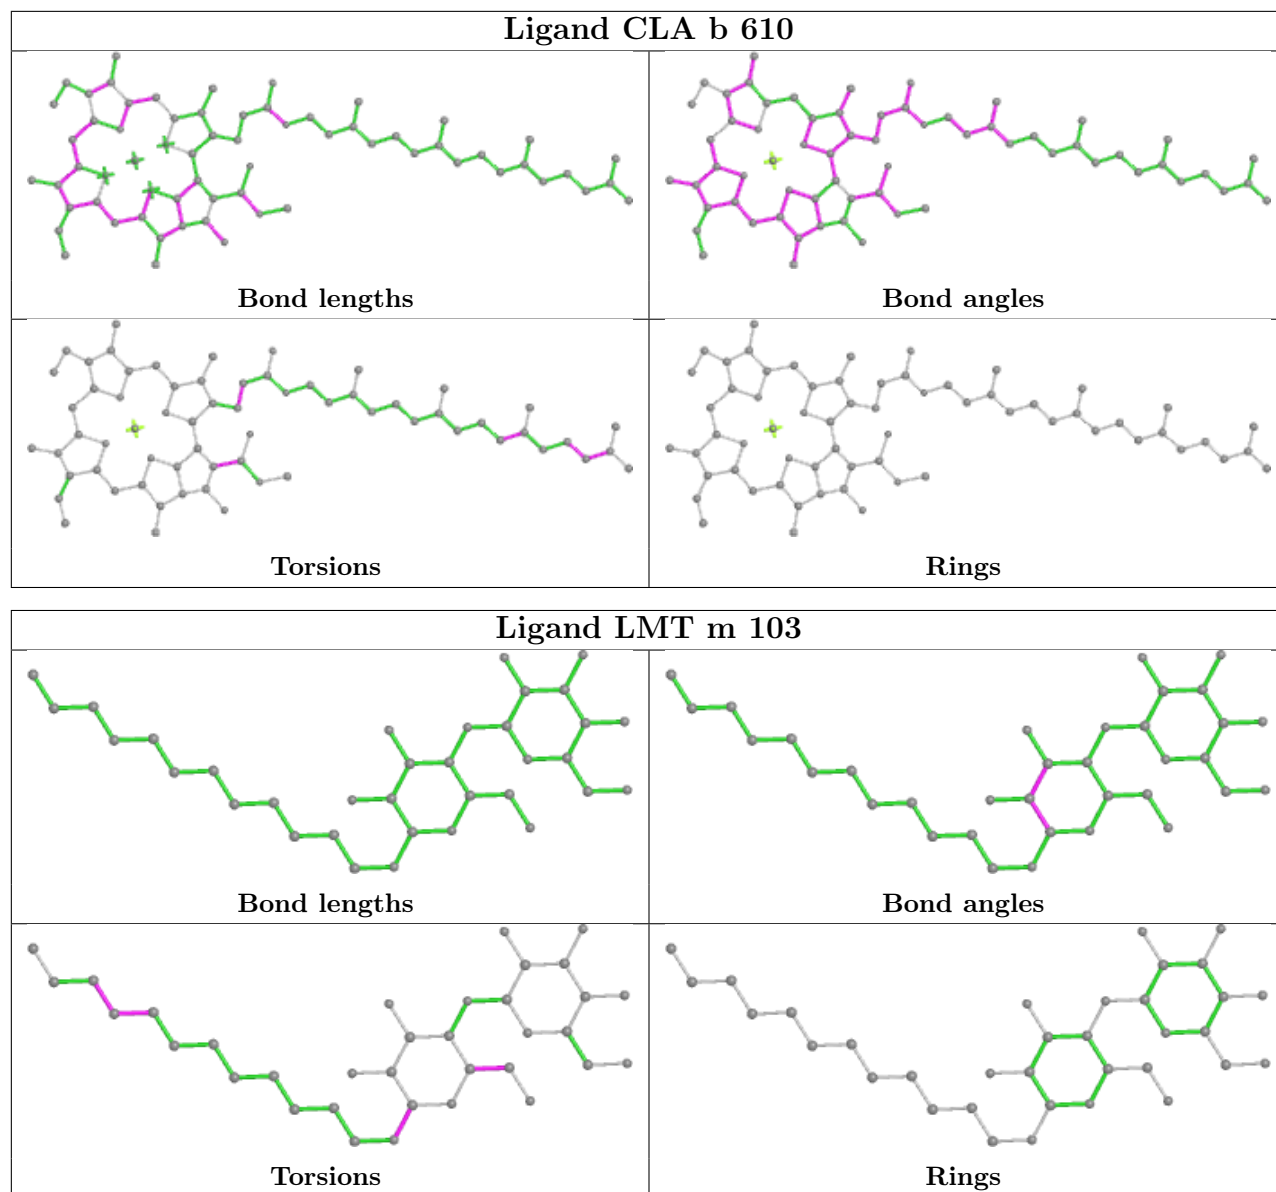 Ligand CLA b 610
Bond lengths
Bond angles
Torsions
Rings
Ligand LMT m 103
Bond lengths
Bond angles
Torsions
Rings